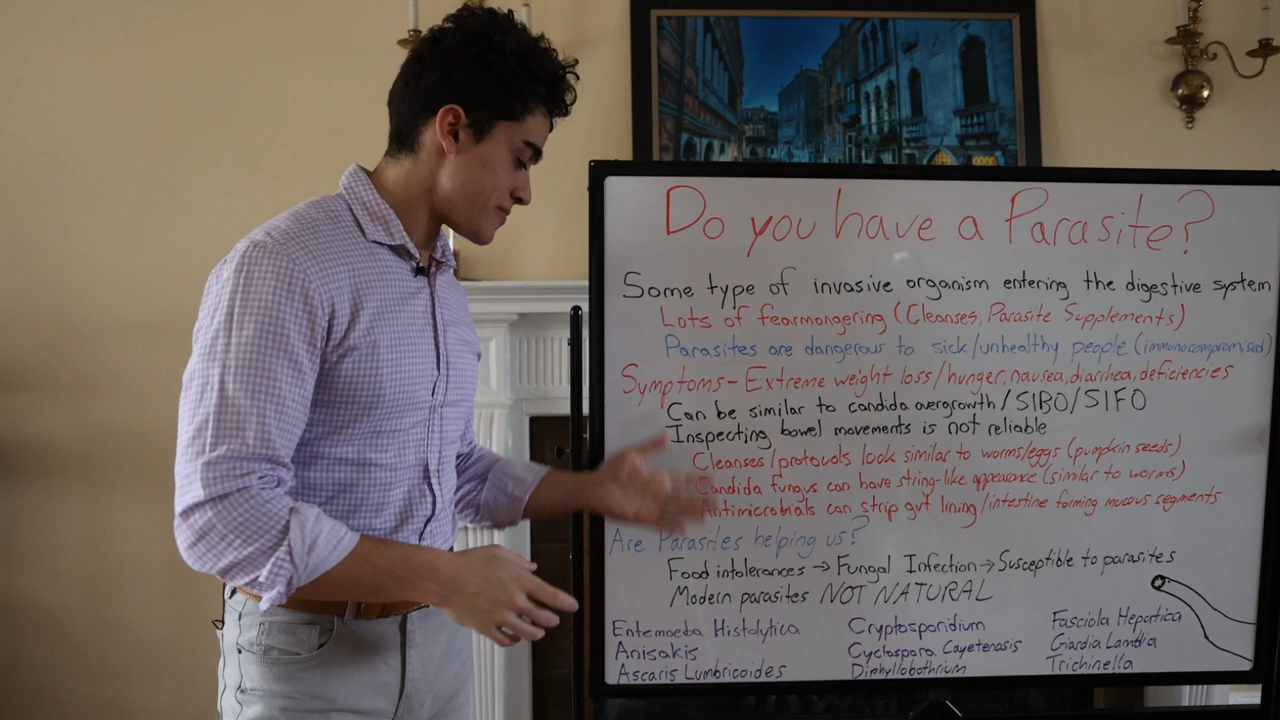 Do you have a Parasite?
Some type of invasive organism entering the digestive system
Lots of fearmongering (Cleanses, Parasite Supplements)
Parasites are dangerous to sick/unhealthy people (immunocompromised)
Symptoms - Extreme weight loss/hunger, nausea, diarrhea, deficiencies
Can be similar to candida overgrowth/SIBO/SIFO
Inspecting bowel movements is not reliable
Cleanses/protocols look similar to worms/eggs (pumpkin seeds)
Candida fungus can have string-like appearance (similar to worms)
Antimicrobials can strip gut lining/intestine forming mucous segments
Are Parasites helping us?
Food intolerances → Fungal Infection → Susceptible to parasites
Modern parasites NOT NATURAL
Entemoeba Histolytica
Anisakis
Ascaris Lumbricoides
Cryptosporidium
Cyclospora Cayetenasis
Diphyllobothrium
Fasciola Hepatica
Giardia Lamblia
Trichinella